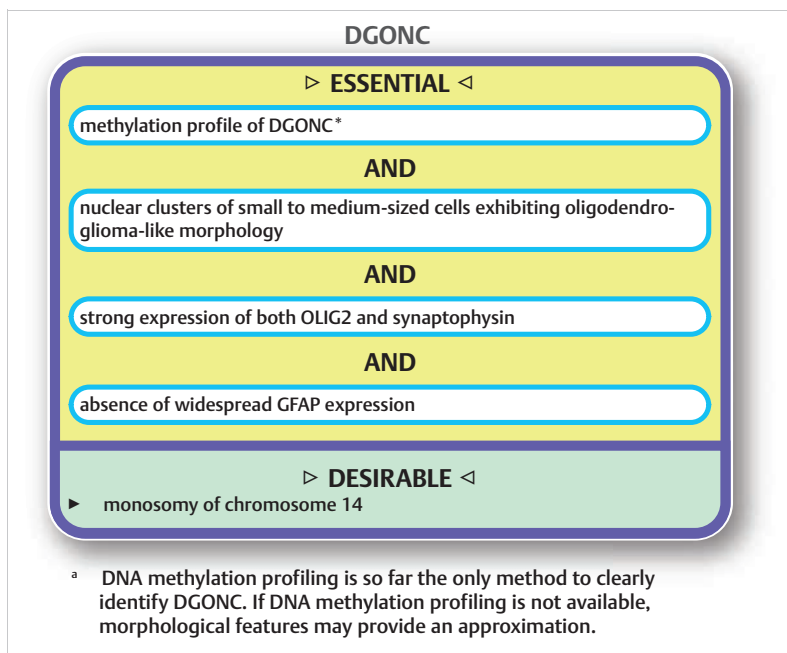 DGONC
▷ ESSENTIAL ◁
methylation profile of DGONC*
AND
nuclear clusters of small to medium-sized cells exhibiting oligodendro-
glioma-like morphology
AND
strong expression of both OLIG2 and synaptophysin
AND
absence of widespread GFAP expression
▷ DESIRABLE ◁
► monosomy of chromosome 14
a DNA methylation profiling is so far the only method to clearly
identify DGONC. If DNA methylation profiling is not available,
morphological features may provide an approximation.